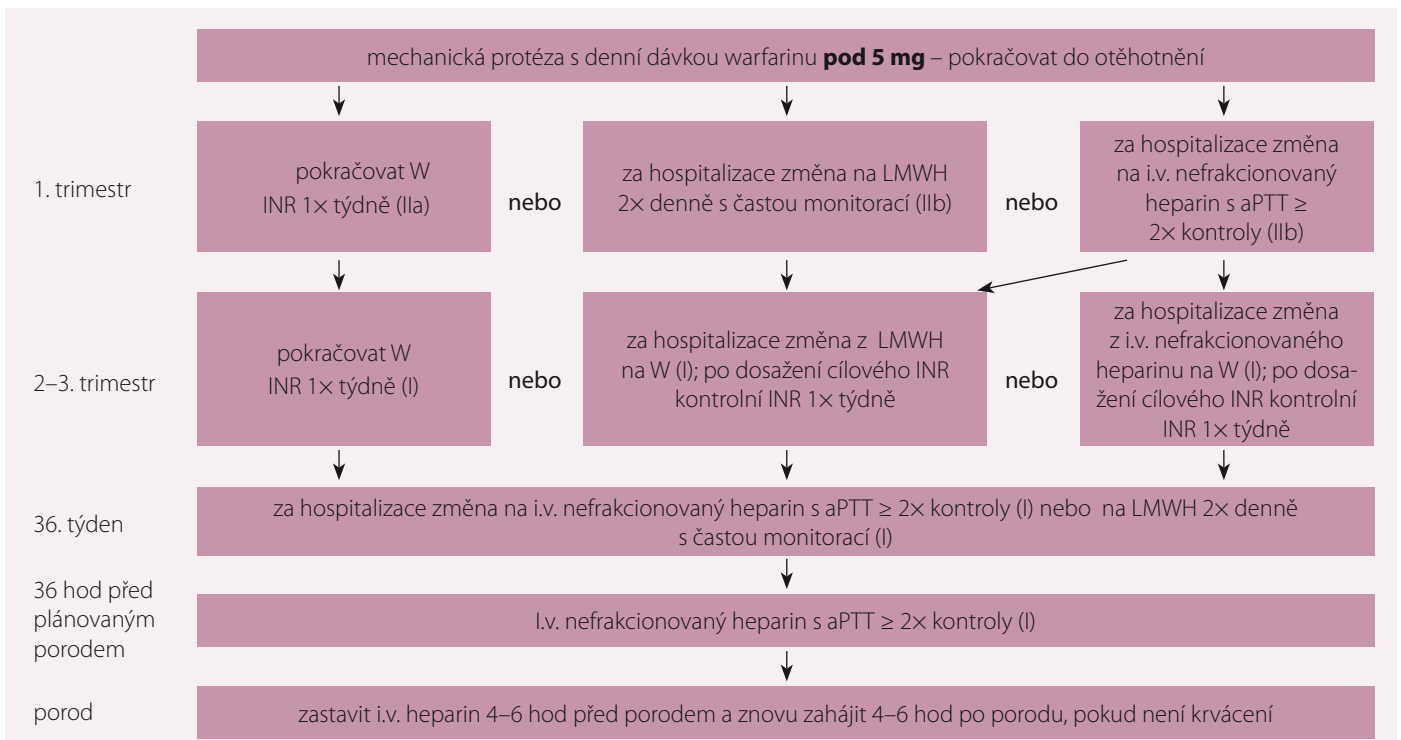 mechanická protéza s denní dávkou warfarinu pod 5 mg – pokračovat do otěhotnění
1. trimestr
pokračovat W
INR 1× týdně (IIa)
nebo
za hospitalizace změna na LMWH
2× denně s častou monitorací (IIb)
nebo
za hospitalizace změna
na i.v. nefrakcionovaný
heparin s aPTT ≥
2× kontroly (IIb)
2–3. trimestr
pokračovat W
INR 1× týdně (I)
nebo
za hospitalizace změna z LMWH
na W (I); po dosažení cílového INR
kontrolní INR 1× týdně
nebo
za hospitalizace změna
z i.v. nefrakcionovaného
heparinu na W (I); po dosa-
žení cílového INR kontrolní
INR 1× týdně
36. týden
za hospitalizace změna na i.v. nefrakcionovaný heparin s aPTT ≥ 2× kontroly (I) nebo na LMWH 2× denně
s častou monitorací (I)
36 hod před
plánovaným
porodem
I.v. nefrakcionovaný heparin s aPTT ≥ 2× kontroly (I)
porod
zastavit i.v. heparin 4–6 hod před porodem a znovu zahájit 4–6 hod po porodu, pokud není krvácení